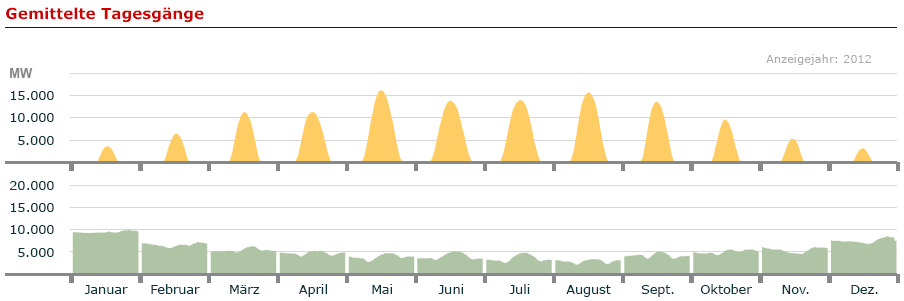 Gemittelte Tagesgänge
Anzeigejahr: 2012
MW
15.000
10.000
5.000
20.000
15.000
10.000
5.000
Januar Februar März April Mai Juni Juli August Sept. Oktober Nov. Dez.